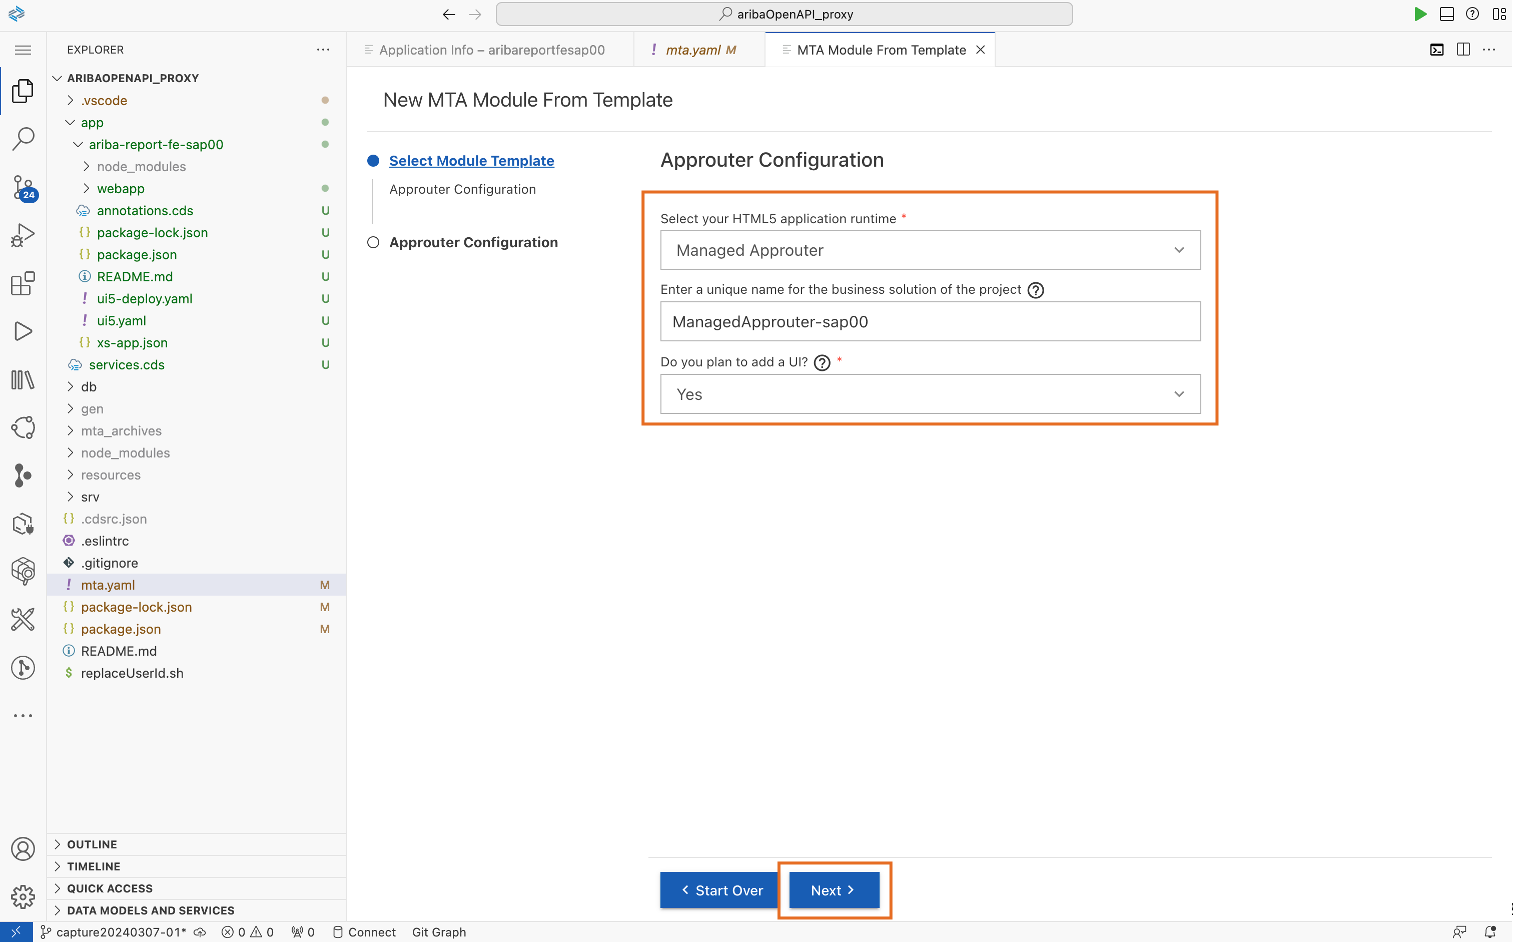 aribaOpenAPI_proxy
EXPLORER
Application Info – aribareportfesap00
! mta.yaml M
MTA Module From Template
ARIBAOPENAPI_PROXY
.vscode
app
ariba-report-fe-sap00
node_modules
webapp
annotations.cds U
{} package-lock.json U
{} package.json U
README.md U
! ui5-deploy.yaml U
! ui5.yaml U
{} xs-app.json U
services.cds U
db
gen
mta_archives
node_modules
resources
srv
{} .cdsrc.json
.eslintrc
.gitignore
! mta.yaml M
{} package-lock.json M
{} package.json M
README.md
$ replaceUserId.sh
24
OUTLINE
TIMELINE
QUICK ACCESS
DATA MODELS AND SERVICES
New MTA Module From Template
Select Module Template
Approuter Configuration
Approuter Configuration
Approuter Configuration
Select your HTML5 application runtime *
Managed Approuter
Enter a unique name for the business solution of the project ?
ManagedApprouter-sap00
Do you plan to add a UI? ? *
Yes
< Start Over
Next >
capture20240307-01* 0 0 0 Connect Git Graph